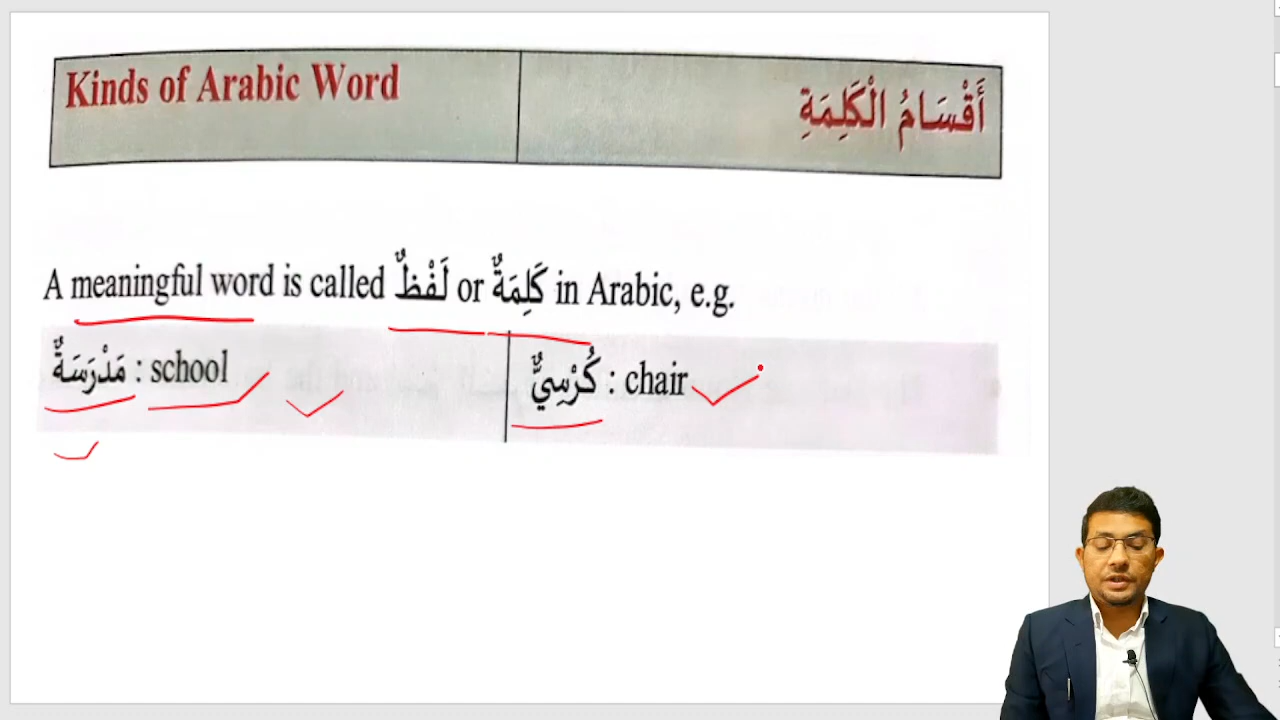 Kinds of Arabic Word
أَقْسَامُ الْكَلِمَةِ
A meaningful word is called لَفْظٌ or كَلِمَةٌ in Arabic, e.g.
مَدْرَسَةٌ : school
كُرْسِيٌّ : chair